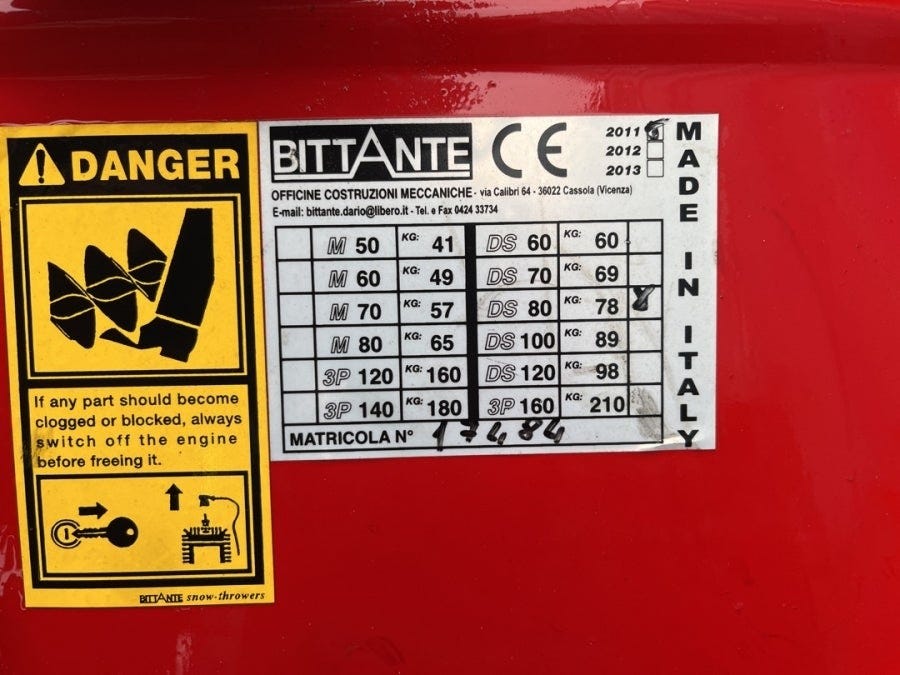 DANGER
If any part should become
clogged or blocked, always
switch off the engine
before freeing it.
BITTANTE snow-throwers
BITTANTE CE
2011
2012
2013
MADE IN ITALY
OFFICINE COSTRUZIONI MECCANICHE - via Calibri 64 - 36022 Cassola (Vicenza)
E-mail: bittante.dario@libero.it - Tel. e Fax 0424 33734
M 50 KG: 41 DS 60 KG: 60
M 60 KG: 49 DS 70 KG: 69
M 70 KG: 57 DS 80 KG: 78
M 80 KG: 65 DS 100 KG: 89
3P 120 KG: 160 DS 120 KG: 98
3P 140 KG: 180 3P 160 KG: 210
MATRICOLA N° 17484